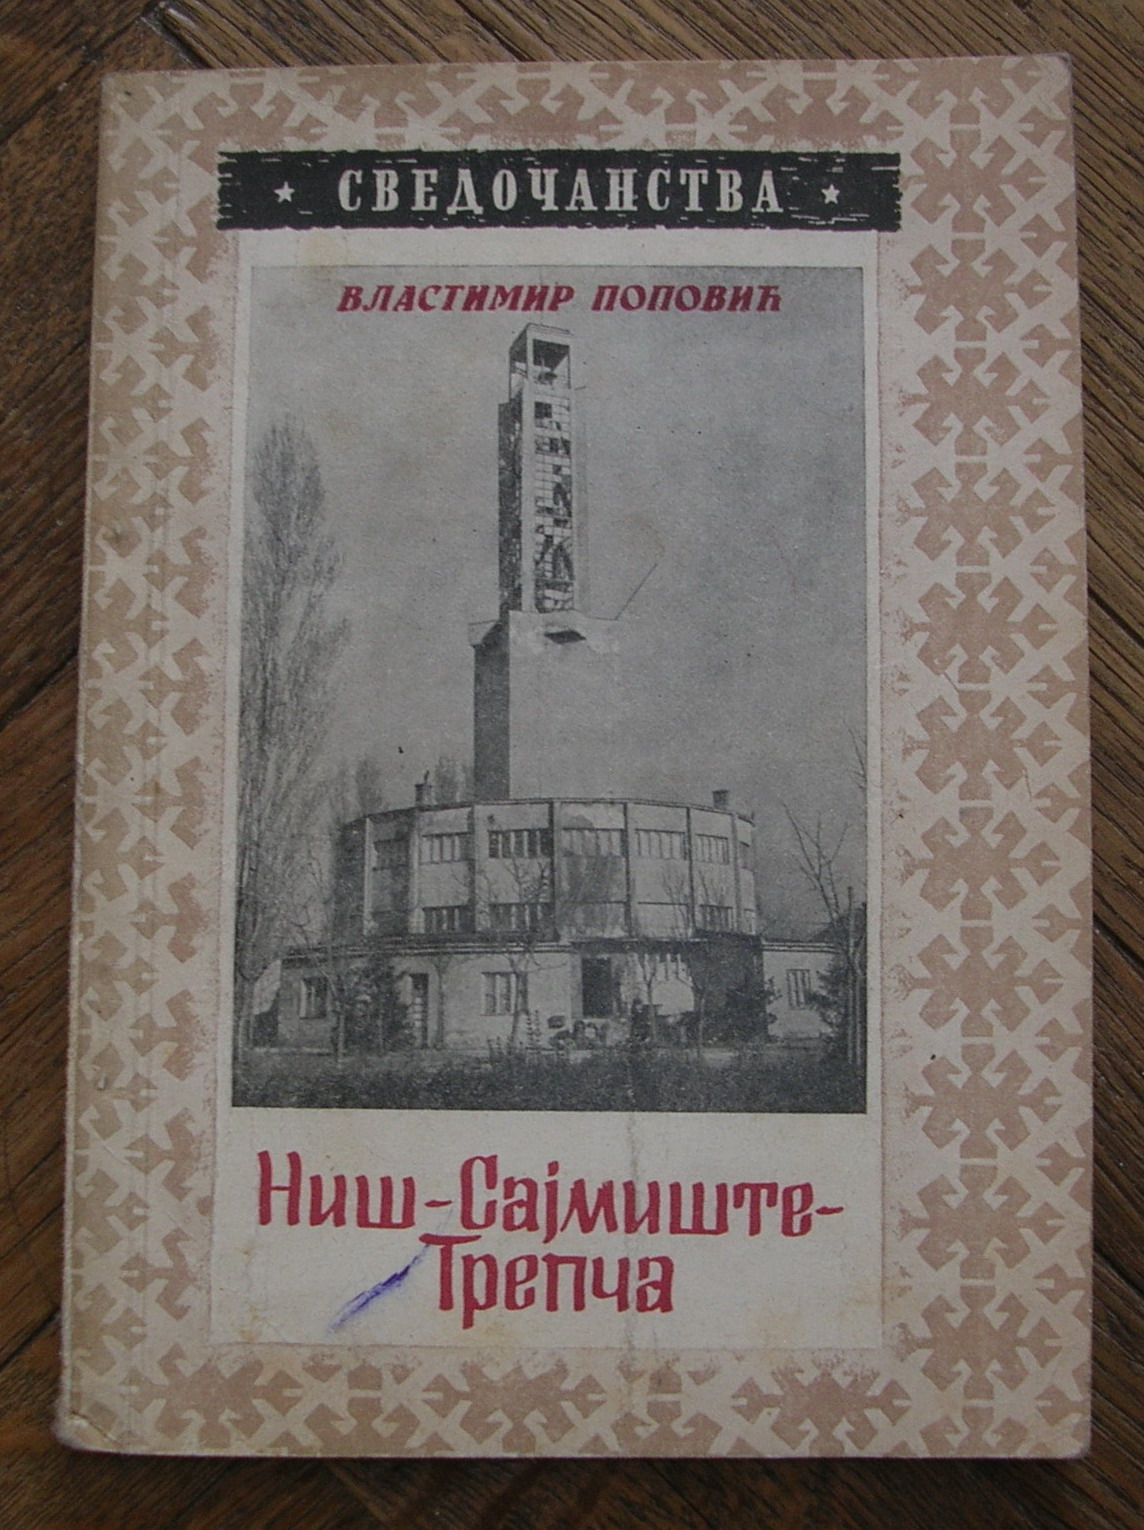 ★ СВЕДОЧАНСТВА ★
ВЛАСТИМИР ПОПОВИЋ
Ниш-Сајмиште-
Трепча